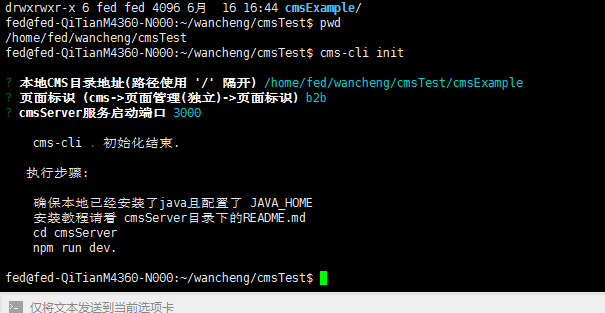 drwxrwxr-x 6 fed fed 4096 6月  16 16:44 cmsExample/
fed@fed-QiTianM4360-N000:~/wancheng/cmsTest$ pwd
/home/fed/wancheng/cmsTest
fed@fed-QiTianM4360-N000:~/wancheng/cmsTest$ cms-cli init
? 本地CMS目录地址(路径使用 '/' 隔开) /home/fed/wancheng/cmsTest/cmsExample
? 页面标识 (cms->页面管理(独立)->页面标识) b2b
? cmsServer服务启动端口 3000
cms-cli . 初始化结束.
执行步骤:
确保本地已经安装了java且配置了 JAVA_HOME
安装教程请看 cmsServer目录下的README.md
cd cmsServer
npm run dev.
fed@fed-QiTianM4360-N000:~/wancheng/cmsTest$
仅将文本发送到当前选项卡